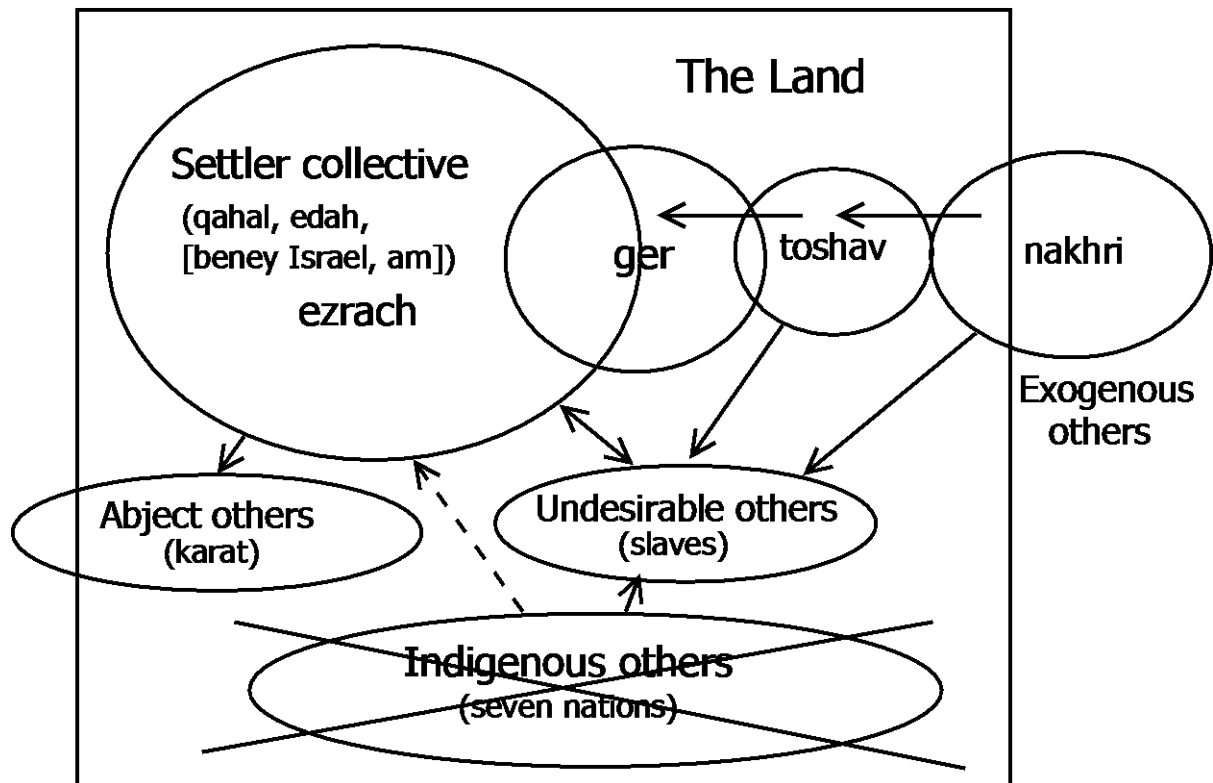 The Land
Settler collective
(qahal, edah,
[beney Israel, am])
ezrach
ger
toshav
nakhri
Exogenous
others
Abject others
(karat)
Undesirable others
(slaves)
Indigenous others
(seven nations)